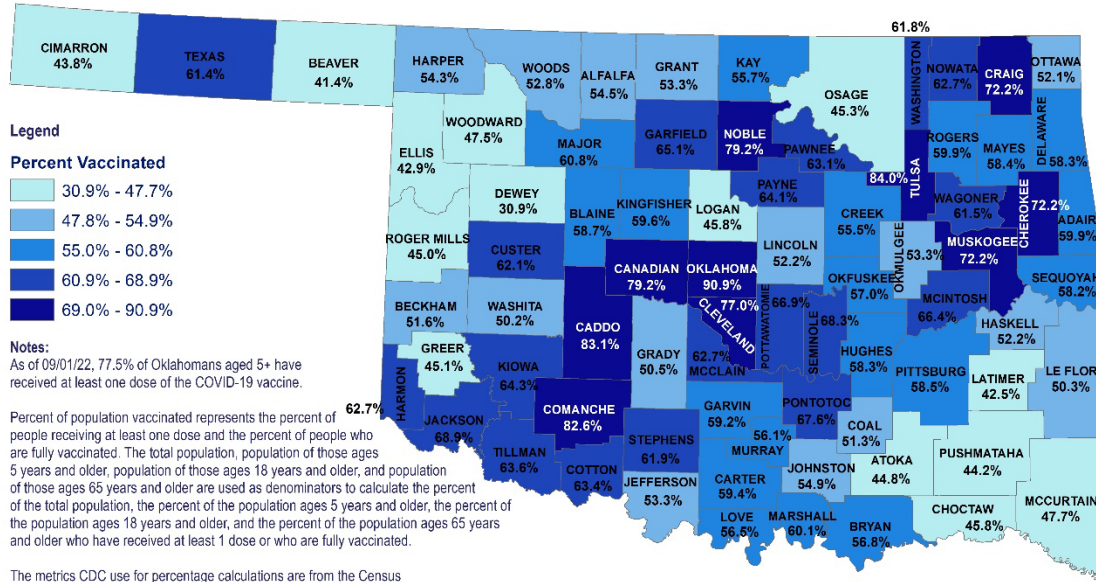 61.8%
CIMARRON
43.8%
TEXAS
61.4%
BEAVER
41.4%
HARPER
54.3%
WOODS
52.8%
ALFALFA
54.5%
GRANT
53.3%
KAY
55.7%
OSAGE
45.3%
WASHINGTON
NOWATA
62.7%
CRAIG
72.2%
OTTAWA
52.1%
WOODWARD
47.5%
MAJOR
60.8%
GARFIELD
65.1%
NOBLE
79.2%
PAWNEE
63.1%
TULSA
84.0%
ROGERS
59.9%
MAYES
58.4%
DELAWARE
58.3%
ELLIS
42.9%
DEWEY
30.9%
BLAINE
58.7%
KINGFISHER
59.6%
LOGAN
45.8%
PAYNE
64.1%
CREEK
55.5%
WAGONER
61.5%
CHEROKEE
72.2%
ADAIR
59.9%
ROGER MILLS
45.0%
CUSTER
62.1%
CANADIAN
79.2%
OKLAHOMA
90.9%
LINCOLN
52.2%
OKMULGEE
53.3%
MUSKOGEE
72.2%
SEQUOYAH
58.2%
BECKHAM
51.6%
WASHITA
50.2%
CADDO
83.1%
CLEVELAND
77.0%
POTTAWATOMIE
66.9%
SEMINOLE
68.3%
OKFUSKEE
57.0%
MCINTOSH
66.4%
HASKELL
52.2%
GREER
45.1%
KIOWA
64.3%
GRADY
50.5%
62.7%
MCCLAIN
HUGHES
58.3%
PITTSBURG
58.5%
LATIMER
42.5%
LE FLOR
50.3%
62.7%
HARMON
JACKSON
68.9%
COMANCHE
82.6%
GARVIN
59.2%
PONTOTOC
67.6%
COAL
51.3%
TILLMAN
63.6%
COTTON
63.4%
STEPHENS
61.9%
56.1%
MURRAY
JOHNSTON
54.9%
ATOKA
44.8%
PUSHMATAHA
44.2%
JEFFERSON
53.3%
CARTER
59.4%
LOVE
56.5%
MARSHALL
60.1%
BRYAN
56.8%
CHOCTAW
45.8%
MCCURTAIN
47.7%
Legend
Percent Vaccinated
30.9% - 47.7%
47.8% - 54.9%
55.0% - 60.8%
60.9% - 68.9%
69.0% - 90.9%
Notes:
As of 09/01/22, 77.5% of Oklahomans aged 5+ have
received at least one dose of the COVID-19 vaccine.
Percent of population vaccinated represents the percent of
people receiving at least one dose and the percent of people who
are fully vaccinated. The total population, population of those ages
5 years and older, population of those ages 18 years and older, and population
of those ages 65 years and older are used as denominators to calculate the percent
of the total population, the percent of the population ages 5 years and older, the percent of
the population ages 18 years and older, and the percent of the population ages 65 years
and older who have received at least 1 dose or who are fully vaccinated.
The metrics CDC use for percentage calculations are from the Census